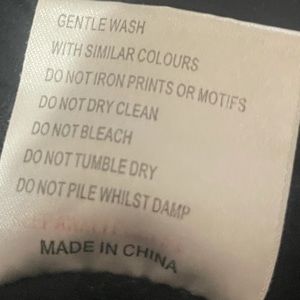 GENTLE WASH
WITH SIMILAR COLOURS
DO NOT IRON PRINTS OR MOTIFS
DO NOT DRY CLEAN
DO NOT BLEACH
DO NOT TUMBLE DRY
DO NOT PILE WHILST DAMP
MADE IN CHINA